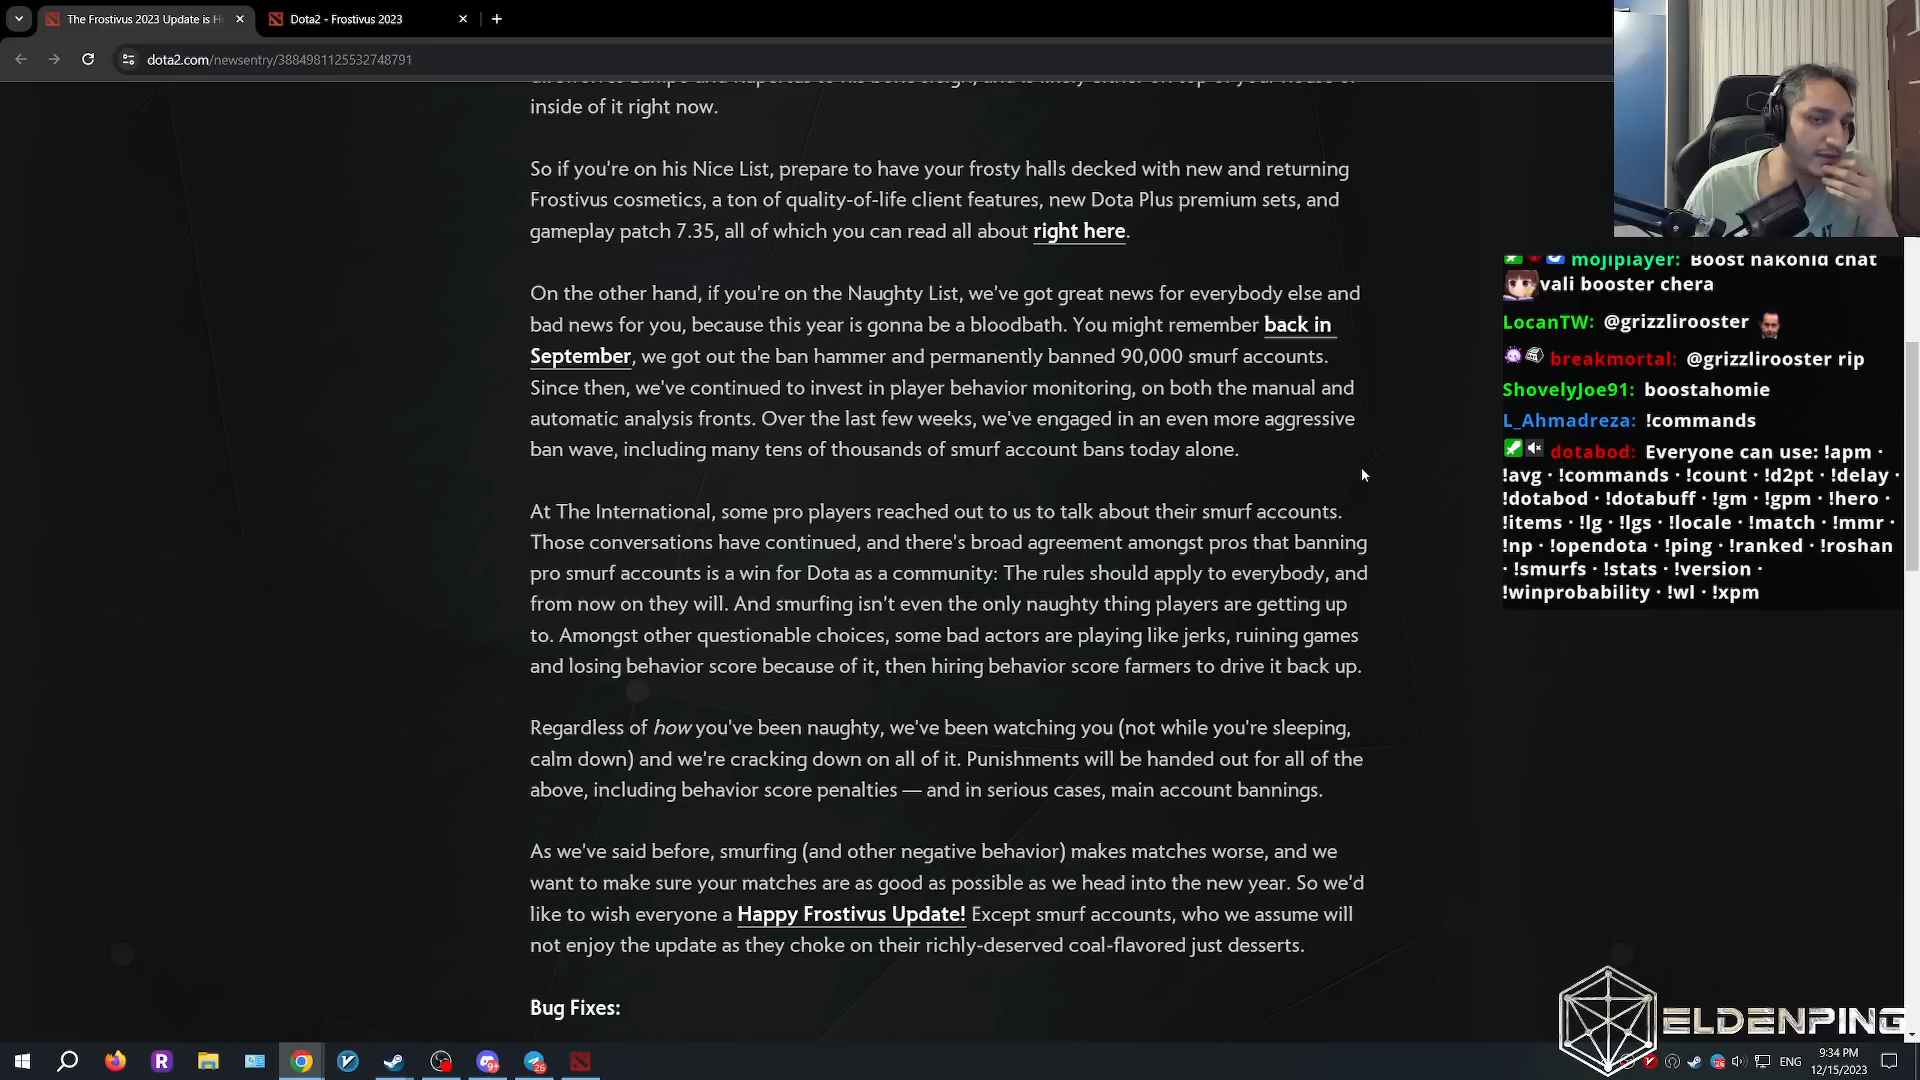 The Frostivus 2023 Update is H
Dota2 - Frostivus 2023
dota2.com/newsentry/3884981125532748791
inside of it right now.
So if you're on his Nice List, prepare to have your frosty halls decked with new and returning
Frostivus cosmetics, a ton of quality-of-life client features, new Dota Plus premium sets, and
gameplay patch 7.35, all of which you can read all about right here.
On the other hand, if you're on the Naughty List, we've got great news for everybody else and
bad news for you, because this year is gonna be a bloodbath. You might remember back in
September, we got out the ban hammer and permanently banned 90,000 smurf accounts.
Since then, we've continued to invest in player behavior monitoring, on both the manual and
automatic analysis fronts. Over the last few weeks, we've engaged in an even more aggressive
ban wave, including many tens of thousands of smurf account bans today alone.
At The International, some pro players reached out to us to talk about their smurf accounts.
Those conversations have continued, and there's broad agreement amongst pros that banning
pro smurf accounts is a win for Dota as a community: The rules should apply to everybody, and
from now on they will. And smurfing isn't even the only naughty thing players are getting up
to. Amongst other questionable choices, some bad actors are playing like jerks, ruining games
and losing behavior score because of it, then hiring behavior score farmers to drive it back up.
Regardless of how you've been naughty, we've been watching you (not while you're sleeping,
calm down) and we're cracking down on all of it. Punishments will be handed out for all of the
above, including behavior score penalties — and in serious cases, main account bannings.
As we've said before, smurfing (and other negative behavior) makes matches worse, and we
want to make sure your matches are as good as possible as we head into the new year. So we'd
like to wish everyone a Happy Frostivus Update! Except smurf accounts, who we assume will
not enjoy the update as they choke on their richly-deserved coal-flavored just desserts.
Bug Fixes:
mojiplayer: Boost nakonid chat
vali booster chera
LocanTW: @grizzlirooster
breakmortal: @grizzlirooster rip
ShovelyJoe91: boostahomie
L_Ahmadreza: !commands
dotabod: Everyone can use: !apm ·
!avg · !commands · !count · !d2pt · !delay ·
!dotabod · !dotabuff · !gm · !gpm · !hero ·
!items · !lg · !lgs · !locale · !match · !mmr ·
!np · !opendota · !ping · !ranked · !roshan
· !smurfs · !stats · !version ·
!winprobability · !wl · !xpm
ELDENPING
ENG
9:34 PM
12/15/2023